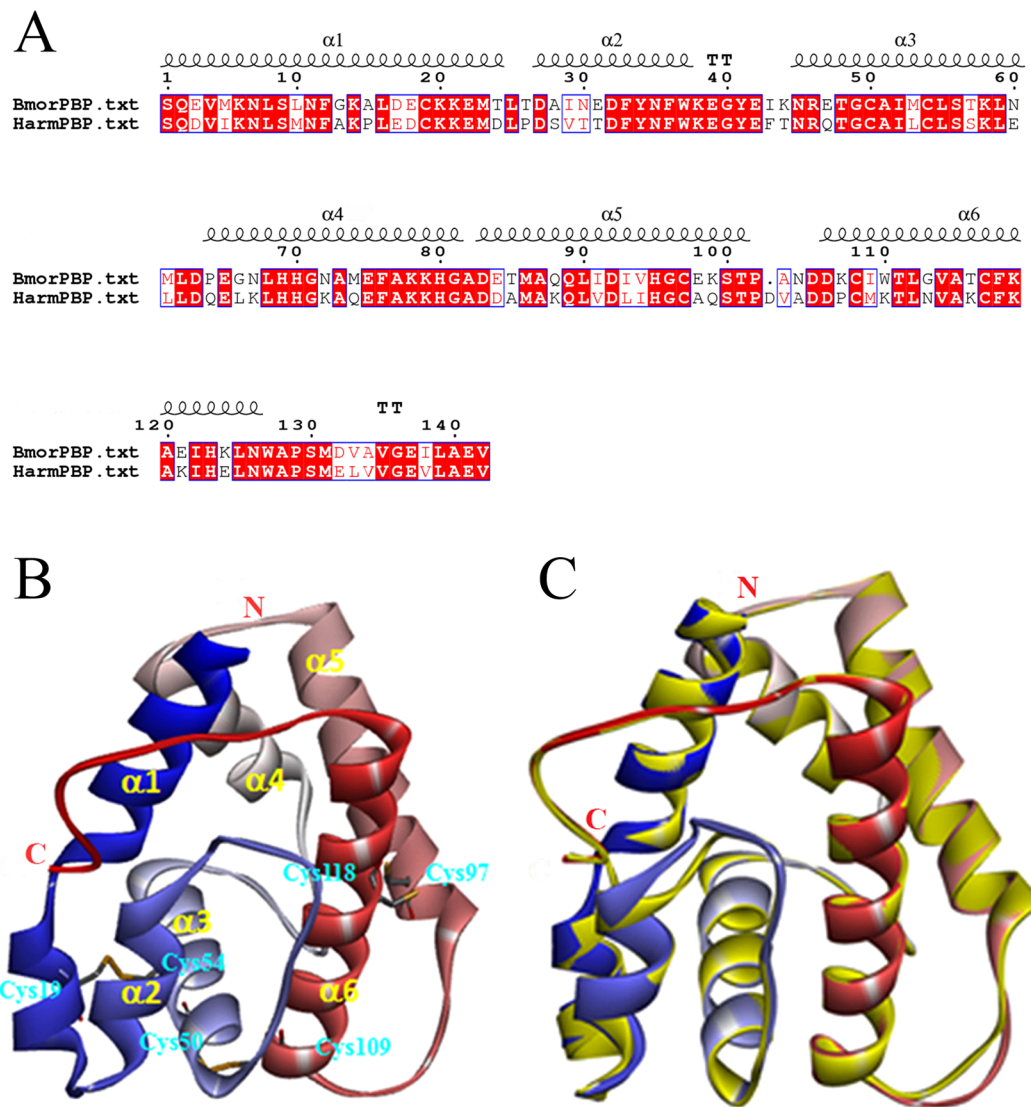 A
α1 α2 TT α3
1 10 20 30 40 50 60
BmorPBP.txt SQEVMKNLSLNFGKALDECKKEMTLTDAINEDFYNFWKEGYEIKNRETGCAIMCLSTKLN
HarmPBP.txt SQDVIKNLSMNFAKPLEDCKKEMDLPDSVTTDFYNFWKEGYEFTNRQTGCAILCLSSKLE
α4 α5 α6
70 80 90 100 110
BmorPBP.txt MLDPEGNLHHGNAMEFAKKHGADETMAQQLIDIVHGCEKSTP.ANDDKCIWTLGVATCFK
HarmPBP.txt LLDQELKLHHGKAQEFAKKHGADDAMAKQLVDLIHGCAQSTPDVADDPCMKTLNVAKCFK
TT
120 130 140
BmorPBP.txt AEIHKLNWAPSMDVAVGEILAEV
HarmPBP.txt AKIHELNWAPSMELVVGEVLAEV
B
N
α5
α1
α4
C
Cys118
Cys97
α3
Cys54
Cys19
α2
α6
Cys50
Cys109
C
N
C